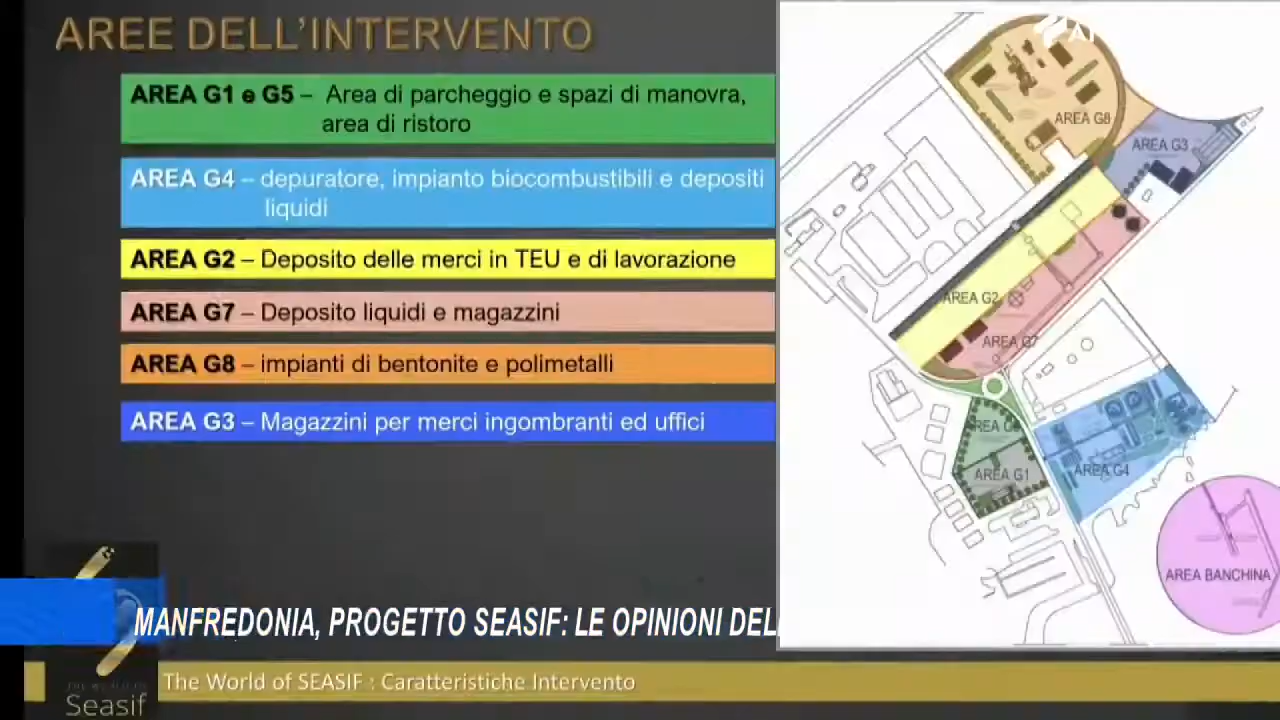 AREE DELL'INTERVENTO
AREA G1 e G5 – Area di parcheggio e spazi di manovra,
area di ristoro
AREA G4 – depuratore, impianto biocombustibili e depositi
liquidi
AREA G2 – Deposito delle merci in TEU e di lavorazione
AREA G7 – Deposito liquidi e magazzini
AREA G8 – impianti di bentonite e polimetalli
AREA G3 – Magazzini per merci ingombranti ed uffici
AREA G8
AREA G3
AREA G2
AREA G7
AREA G1
AREA G4
AREA BANCHINA
MANFREDONIA, PROGETTO SEASIF: LE OPINIONI DEL
The World of SEASIF : Caratteristiche Intervento
Seasif